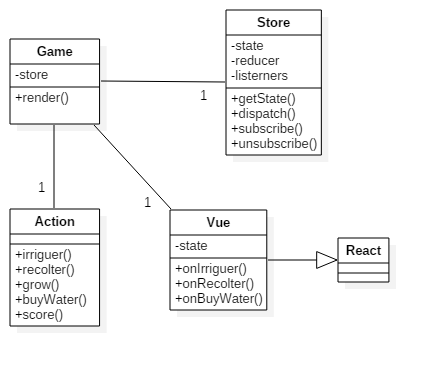 Game
-store
+render()
Store
-state
-reducer
-listerners
+getState()
+dispatch()
+subscribe()
+unsubscribe()
1
1
1
Action
+irriguer()
+recolter()
+grow()
+buyWater()
+score()
Vue
-state
+onIrriguer()
+onRecolter()
+onBuyWater()
React